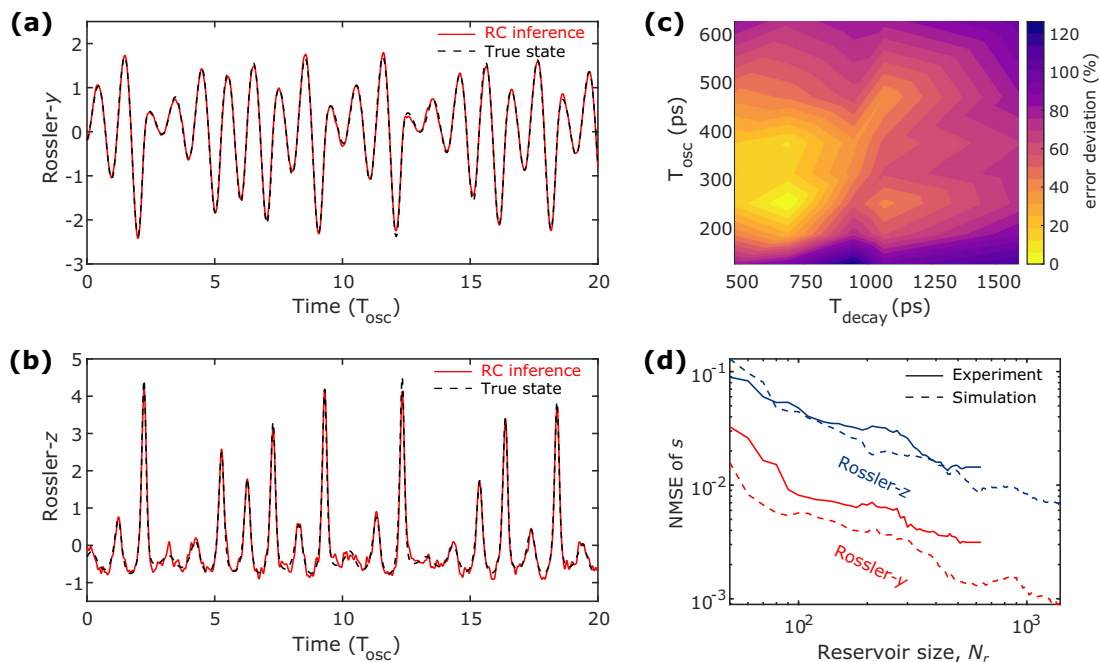 (a)
RC inference
True state
2
1
0
-1
-2
-3
Rossler-y
0
5
10
15
20
Time (Tosc)
(b)
RC inference
True state
5
4
3
2
1
0
-1
Rossler-z
0
5
10
15
20
Time (Tosc)
(c)
600
500
400
300
200
Tosc (ps)
500
750
1000
1250
1500
Tdecay (ps)
120
100
80
60
40
20
0
error deviation (%)
(d)
Experiment
Simulation
10-1
10-2
10-3
NMSE of s
Rossler-z
Rossler-y
102
103
Reservoir size, Nr